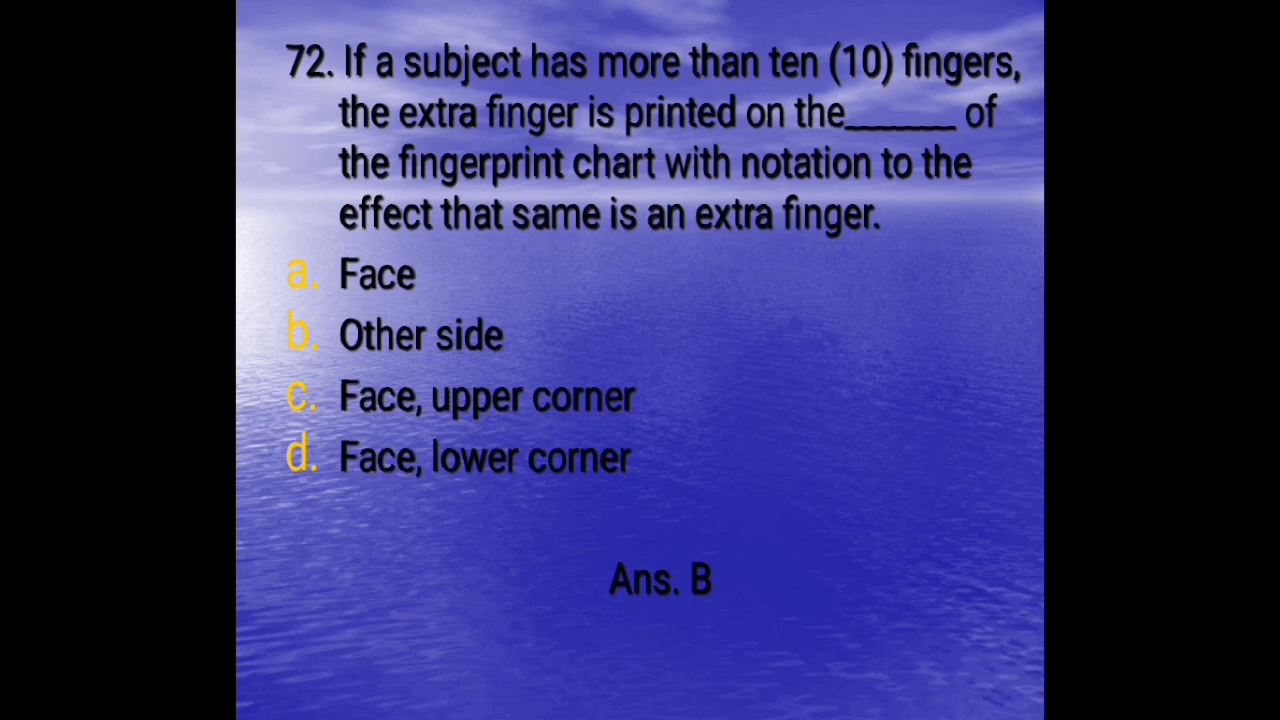 72. If a subject has more than ten (10) fingers,
the extra finger is printed on the_______ of
the fingerprint chart with notation to the
effect that same is an extra finger.
a. Face
b. Other side
c. Face, upper corner
d. Face, lower corner
Ans. B